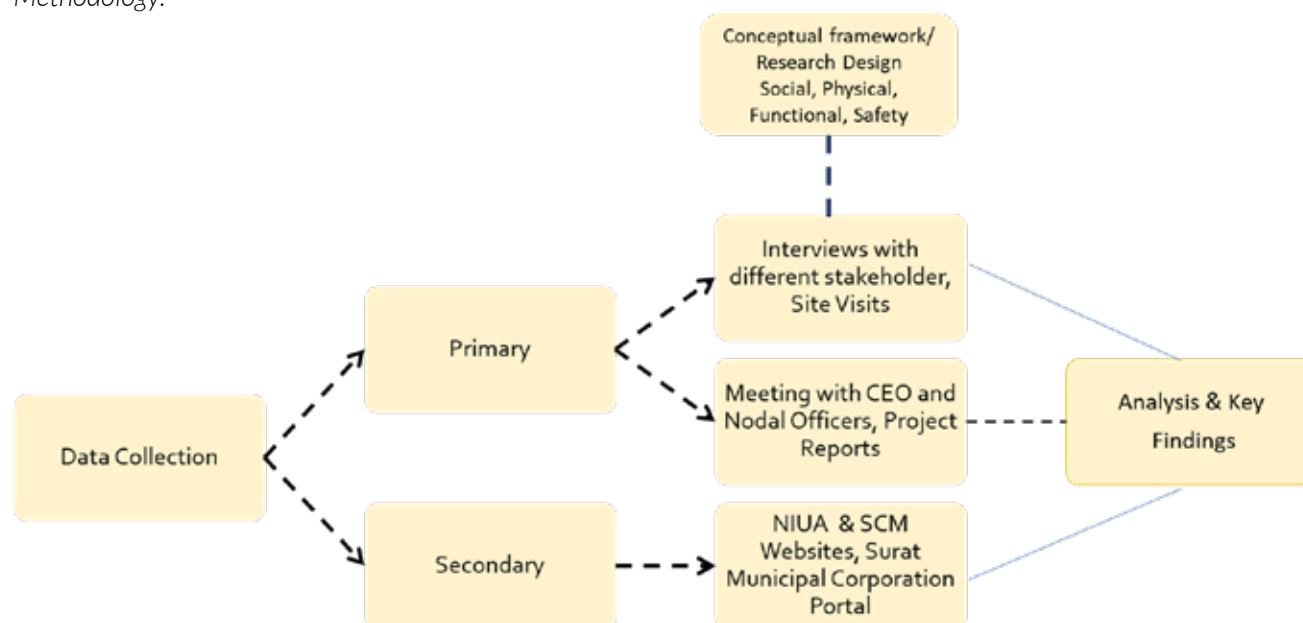 Methodology:
Conceptual framework/
Research Design
Social, Physical,
Functional, Safety
Interviews with
different stakeholder,
Site Visits
Primary
Meeting with CEO and
Nodal Officers, Project
Reports
Analysis & Key
Findings
Data Collection
Secondary
NIUA & SCM
Websites, Surat
Municipal Corporation
Portal